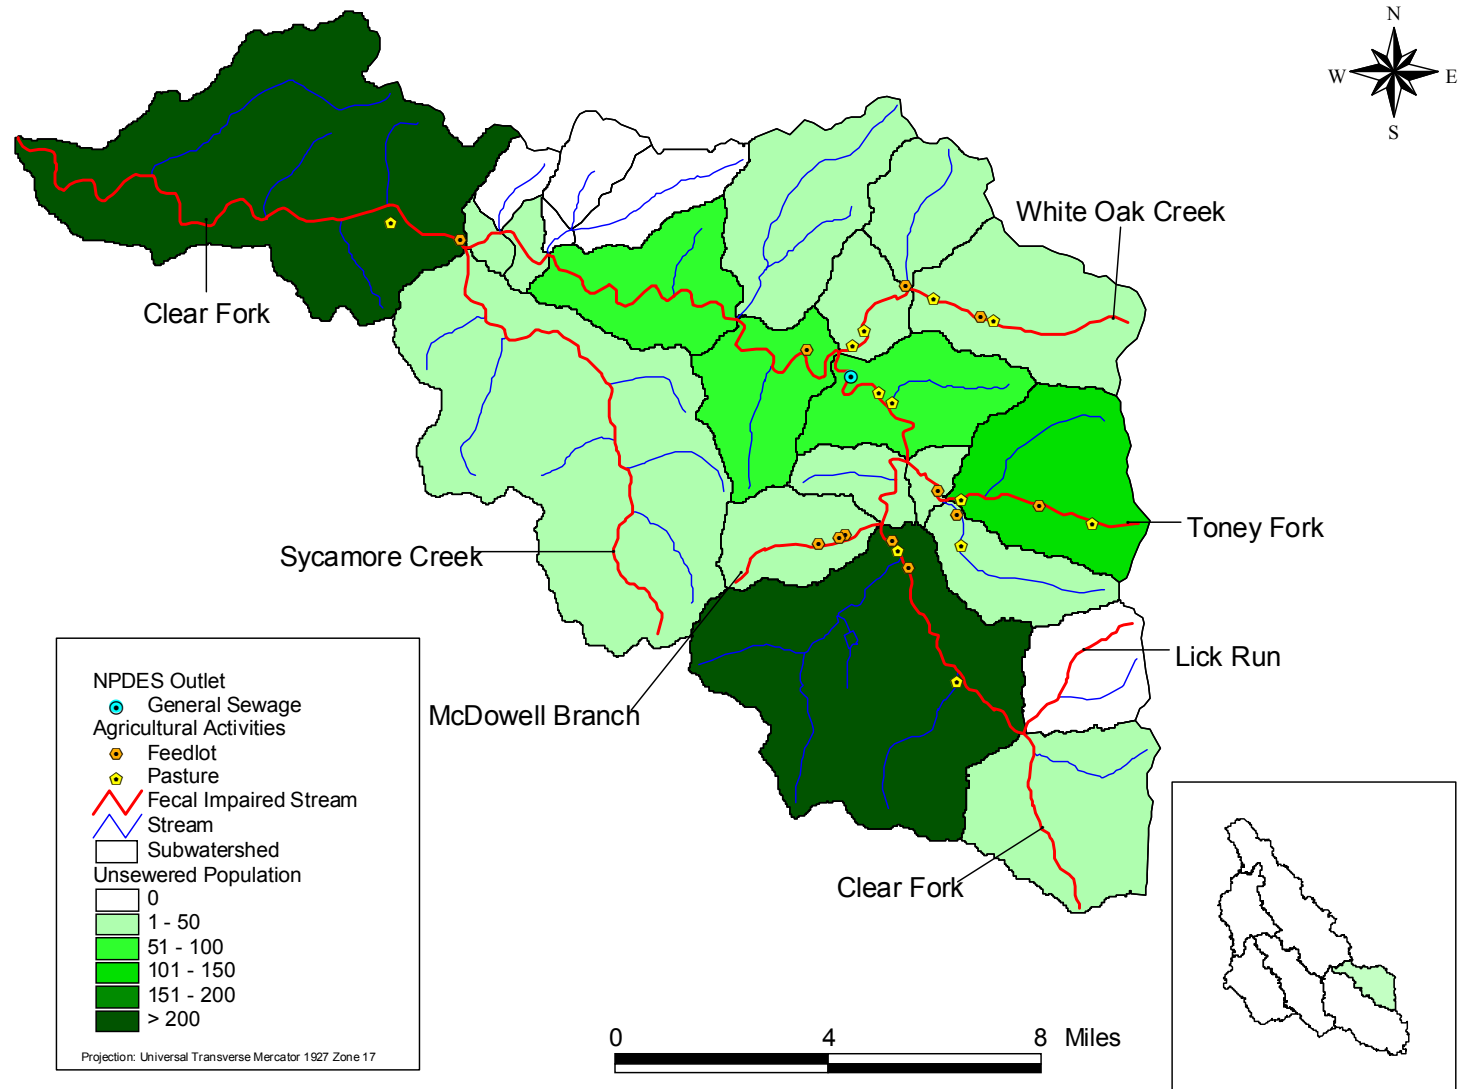 N
W
E
S
White Oak Creek
Clear Fork
Toney Fork
Sycamore Creek
Lick Run
McDowell Branch
Clear Fork
NPDES Outlet
General Sewage
Agricultural Activities
Feedlot
Pasture
Fecal Impaired Stream
Stream
Subwatershed
Unsewered Population
0
1 - 50
51 - 100
101 - 150
151 - 200
> 200
Projection: Universal Transverse Mercator 1927 Zone 17
0 4 8 Miles